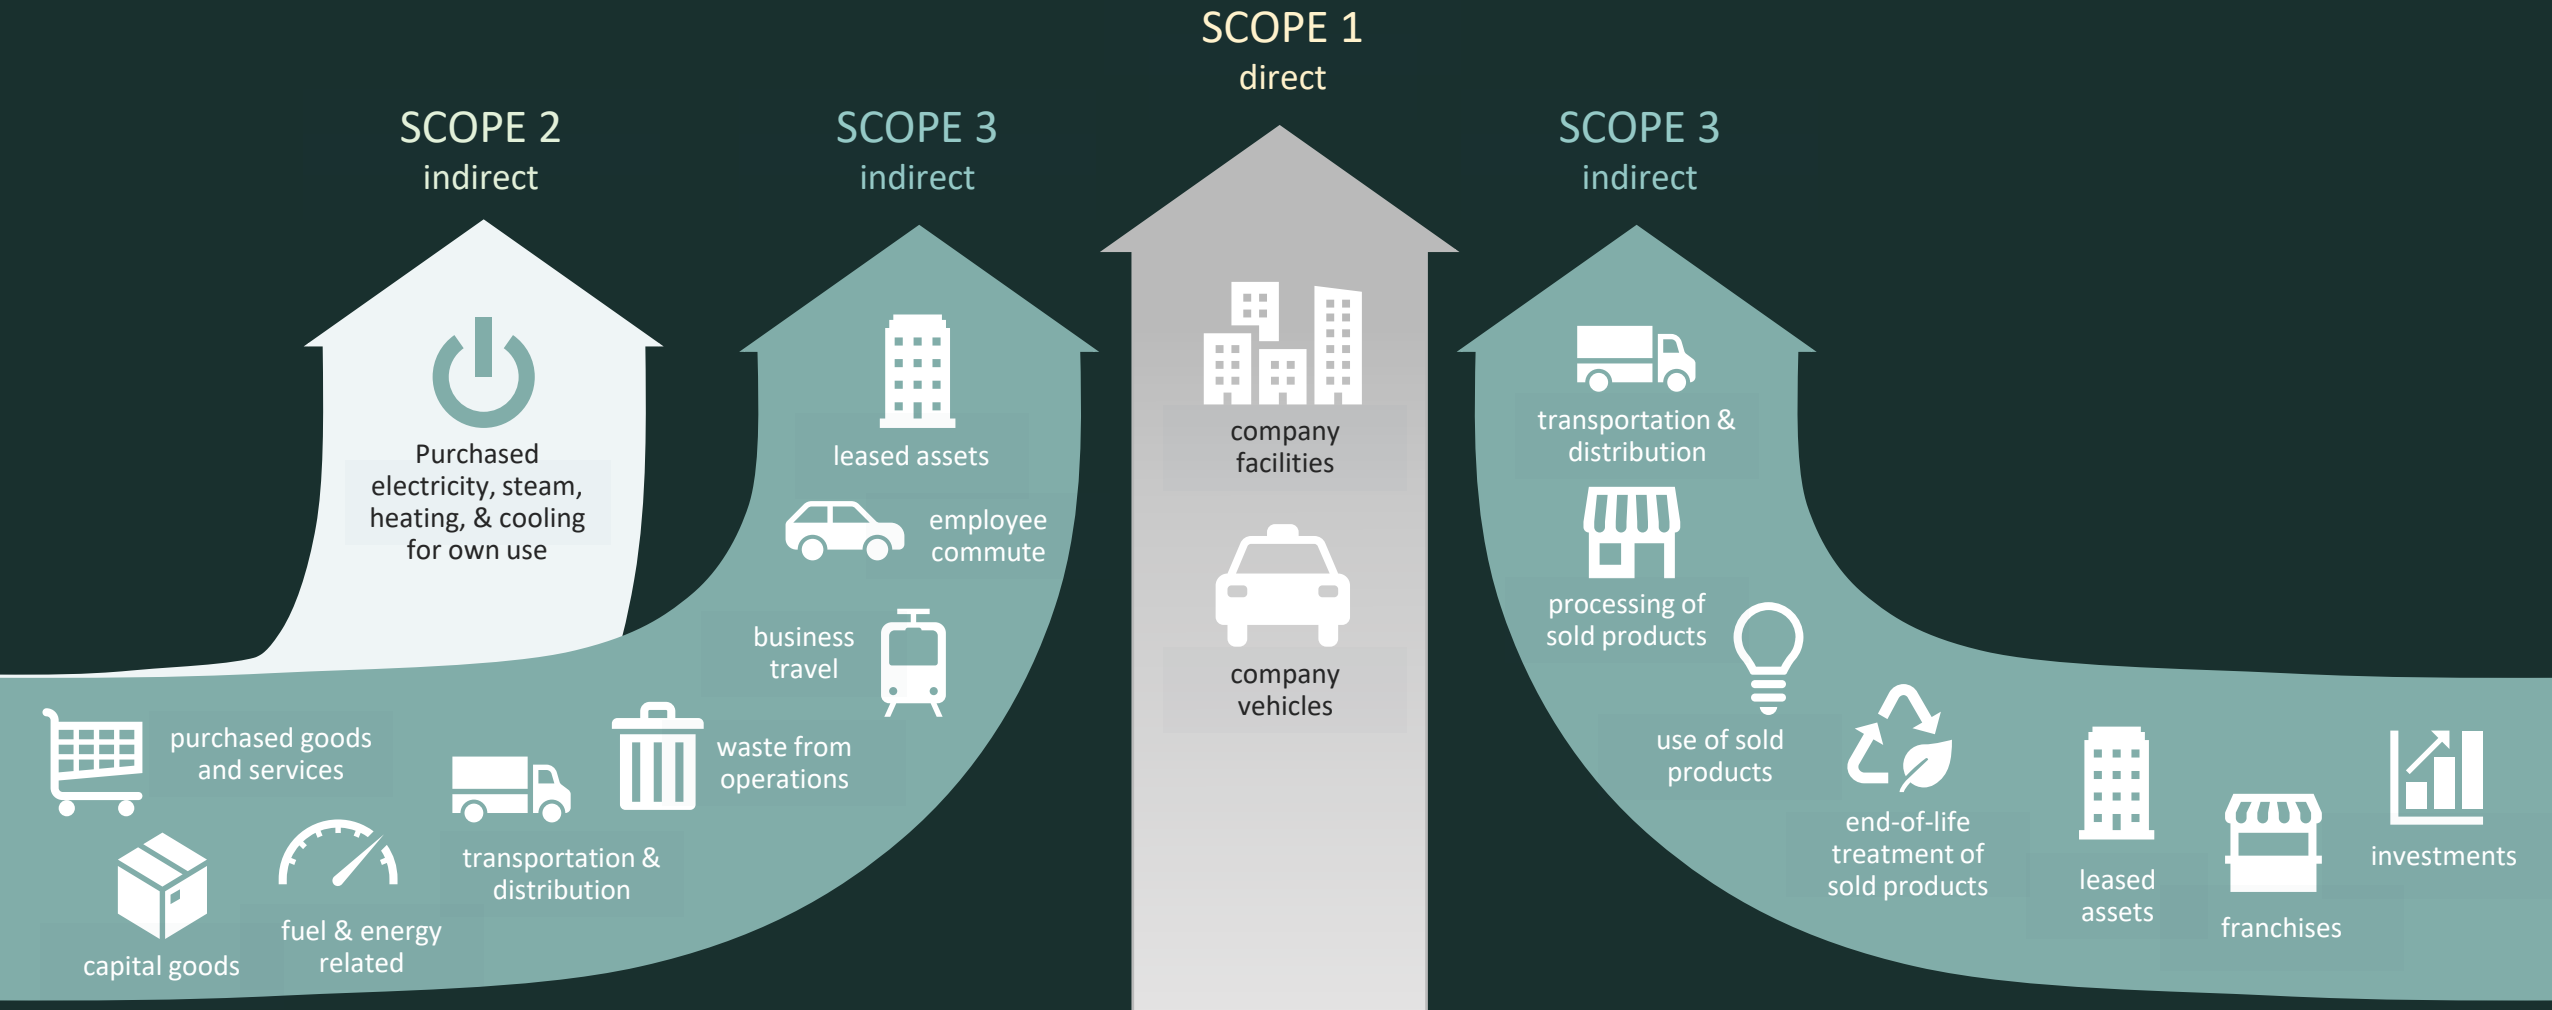 SCOPE 1
direct
SCOPE 2
indirect
SCOPE 3
indirect
SCOPE 3
indirect
Purchased
electricity, steam,
heating, & cooling
for own use
leased assets
employee
commute
business
travel
waste from
operations
transportation &
distribution
purchased goods
and services
fuel & energy
related
capital goods
company
facilities
company
vehicles
transportation &
distribution
processing of
sold products
use of sold
products
end-of-life
treatment of
sold products
leased
assets
franchises
investments